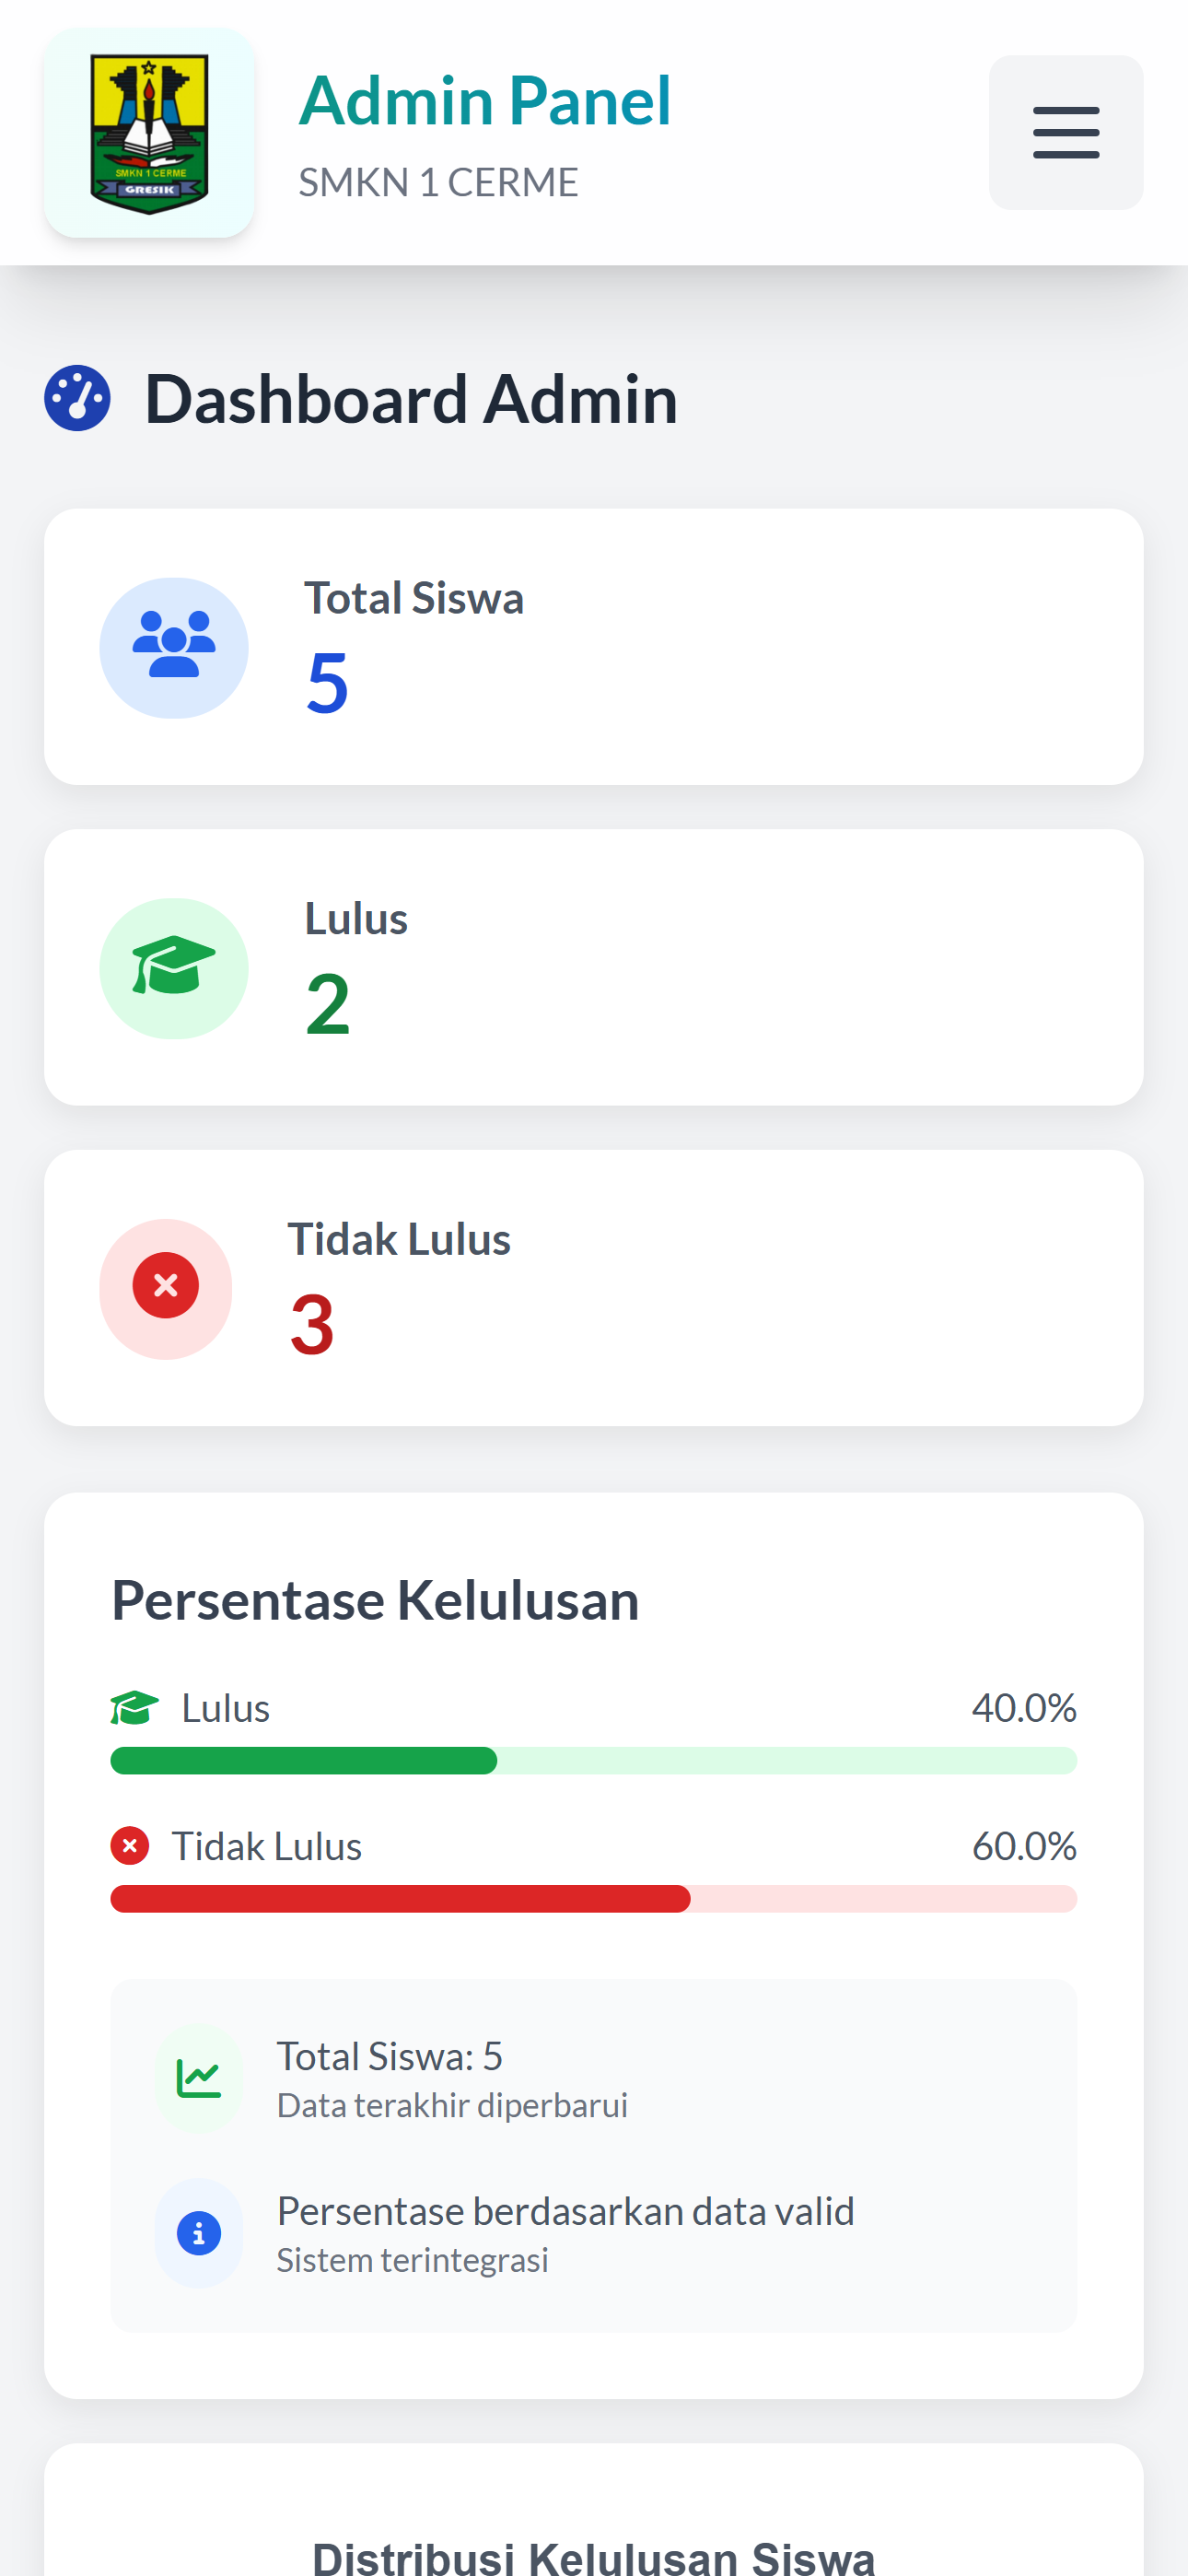 SMKN 1 CERME
GRESIK
Admin Panel
SMKN 1 CERME
Dashboard Admin
Total Siswa
5
Lulus
2
Tidak Lulus
3
Persentase Kelulusan
Lulus 40.0%
Tidak Lulus 60.0%
Total Siswa: 5
Data terakhir diperbarui
Persentase berdasarkan data valid
Sistem terintegrasi
Distribusi Kelulusan Siswa